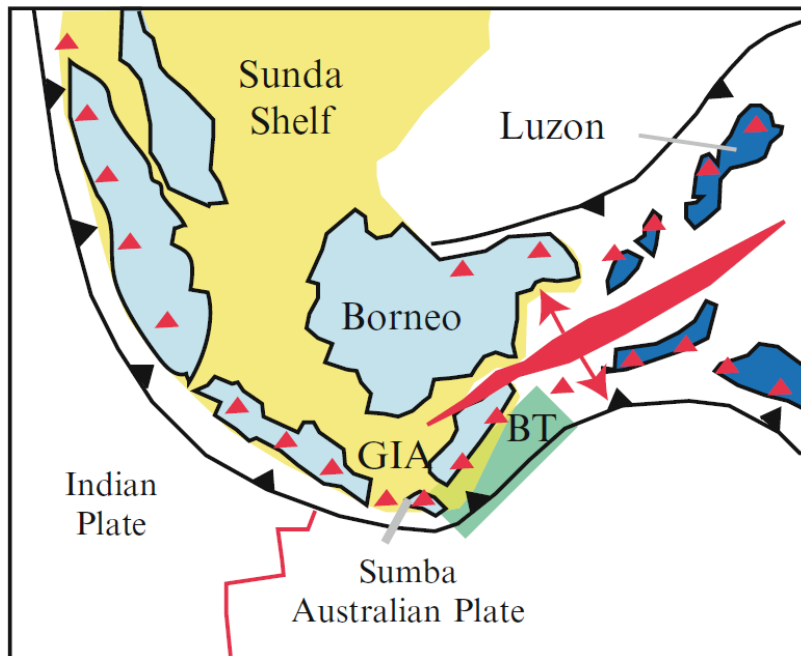 Sunda
Shelf
Luzon
Borneo
BT
GIA
Indian
Plate
Sumba
Australian Plate